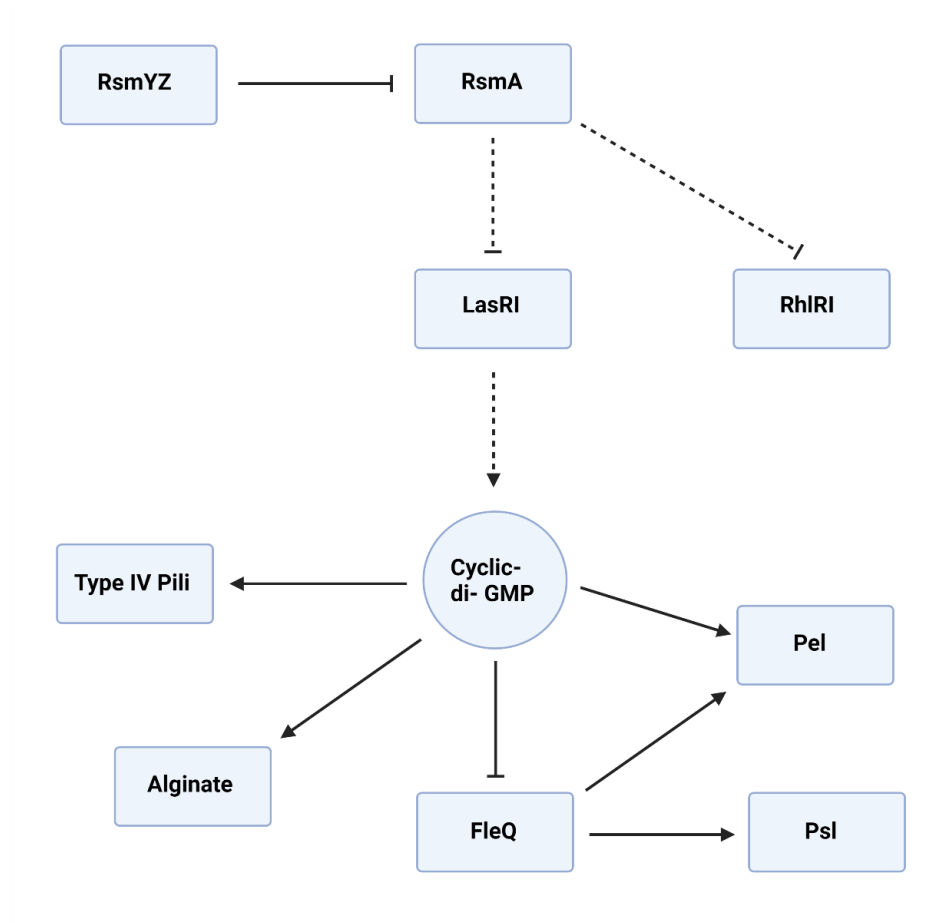 RsmYZ
RsmA
LasRI
RhlRI
Cyclic-
di- GMP
Type IV Pili
Pel
Alginate
FleQ
Psl